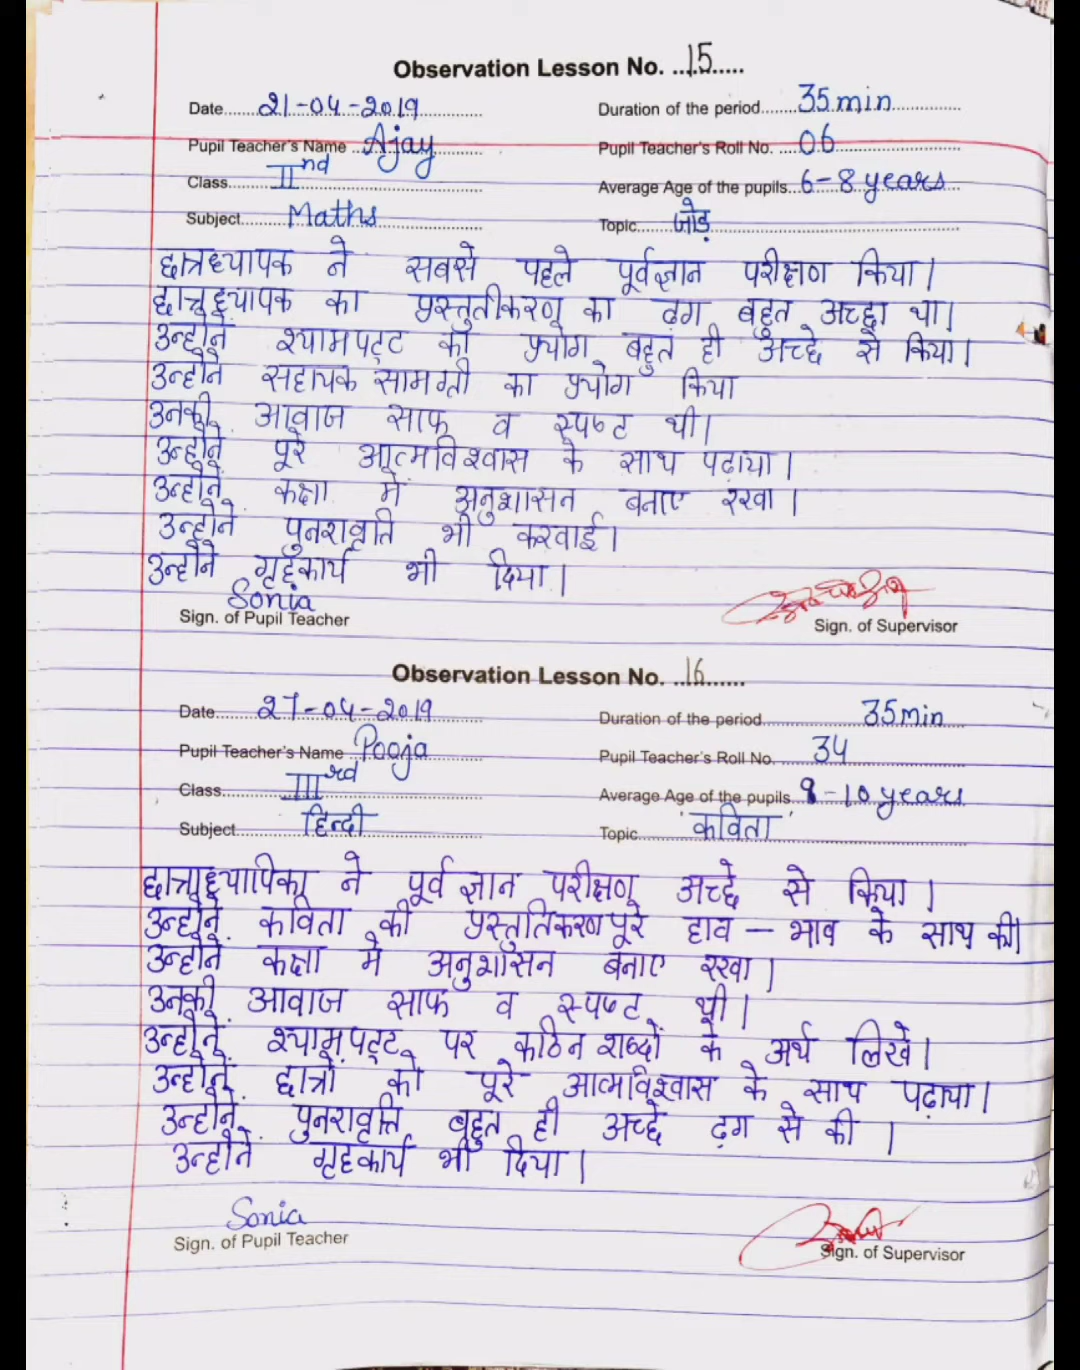 Observation Lesson No. ...15......
Date.....21-04-2019
Duration of the period........35min
Pupil Teacher's Name ..Ajay
Pupil Teacher's Roll No. ....06
Class...... IInd
Average Age of the pupils..6-8 years
Subject........ Maths
Topic...... जोड़
छात्रध्यापक ने सबसे पहले पूर्वज्ञान परीक्षण किया।
छात्रध्यापक का प्रस्तुतीकरण का ढ़ग बहुत अच्छा था।
उन्होंने श्यामपट्ट का प्र्योग बहुत ही अच्छे से किया।
उन्होंने सहायक सामग्री का प्र्योग किया
उनकी आवाज साफ व स्पष्ट थी।
उन्होंने पूरे आत्मविश्वास के साथ पढ़ाया।
उन्होंने कक्षा में अनुशासन बनाए रखा।
उन्होंने पुनरावृति भी करवाई।
उन्होंने गृहकार्य भी दिया।
Sonia
Sign. of Pupil Teacher
Sign. of Supervisor
Observation Lesson No. ..16......
Date...... 27-04-2019
Duration of the period 35min
Pupil Teacher's Name Pooja
Pupil Teacher's Roll No. 34
Class...... IIIrd
Average Age of the pupils 8-10 years
Subject....... हिन्दी
Topic...... 'कविता'
छात्राध्यापिका ने पूर्व ज्ञान परीक्षण अच्छे से किया।
उन्होंने कविता की प्रस्तुतिकरण पूरे हाव - भाव के साथ की।
उन्होंने कक्षा मे अनुशासन बनाए रखा।
उनकी आवाज साफ व स्पष्ट थी।
उन्होंने श्यामपट्ट पर कठिन शब्दों के अर्थ लिखे।
उन्होंने छात्रों को पूरे आत्मविश्वास के साथ पढ़ाया।
उन्होंने पुनरावृति बहुत ही अच्छे ढ़ग से की ।
उन्होंने गृहकार्य भी दिया।
Sonia
Sign. of Pupil Teacher
Sign. of Supervisor